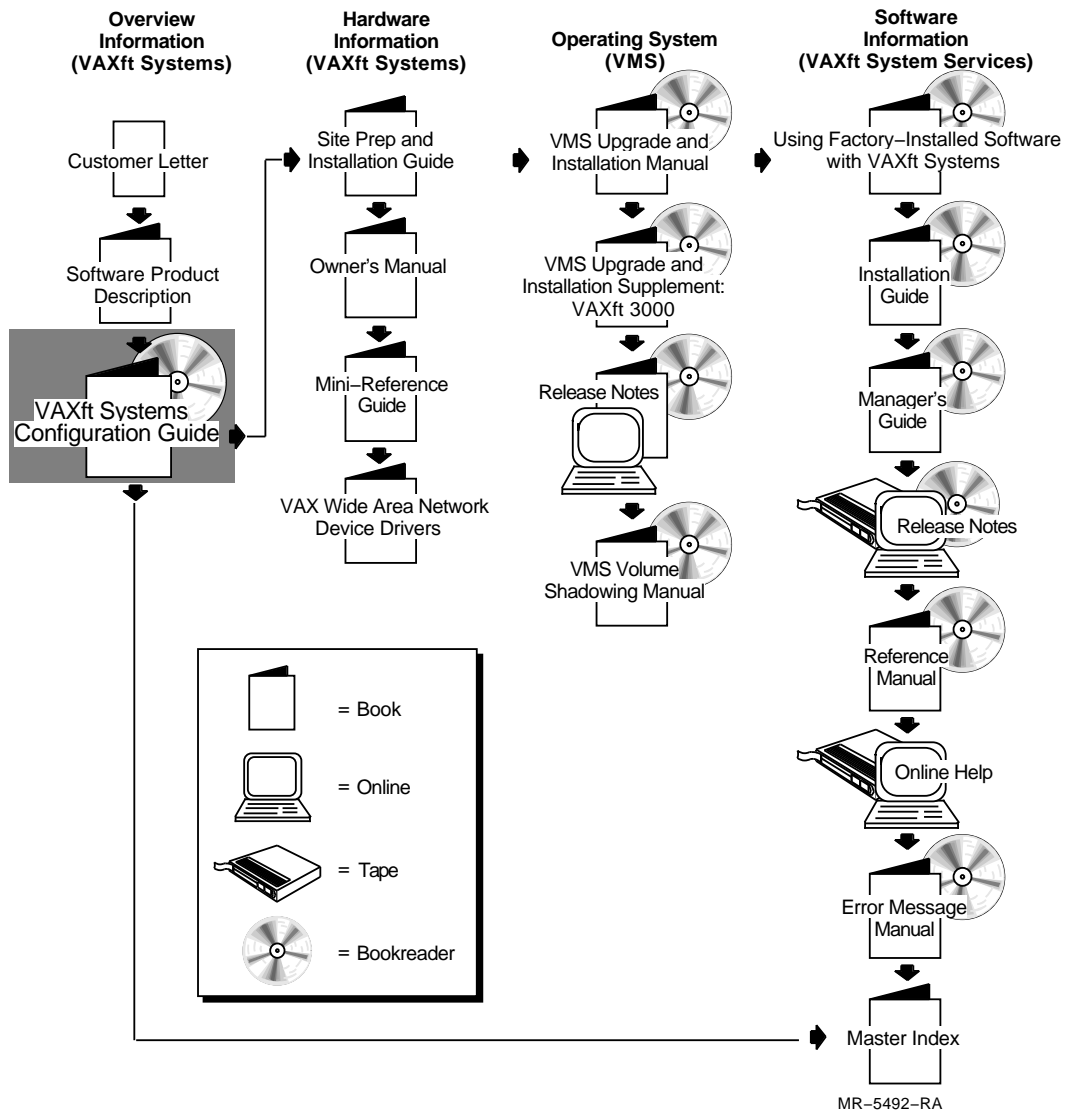 Overview
Information
(VAXft Systems)
Customer Letter
Software Product
Description
VAXft Systems
Configuration Guide
Hardware
Information
(VAXft Systems)
Site Prep and
Installation Guide
Owner's Manual
Mini–Reference
Guide
VAX Wide Area Network
Device Drivers
Operating System
(VMS)
VMS Upgrade and
Installation Manual
VMS Upgrade and
Installation Supplement:
VAXft 3000
Release Notes
VMS Volume
Shadowing Manual
Software
Information
(VAXft System Services)
Using Factory–Installed Software
with VAXft Systems
Installation
Guide
Manager's
Guide
Release Notes
Reference
Manual
Online Help
Error Message
Manual
Master Index
= Book
= Online
= Tape
= Bookreader
MR–5492–RA